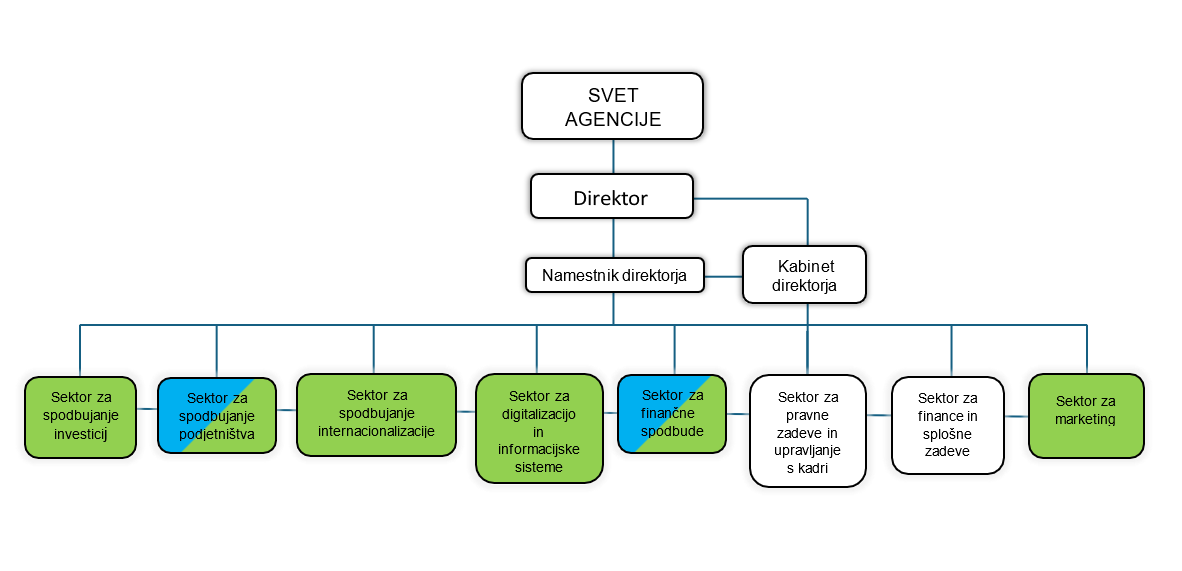 SVET
AGENCIJE
Direktor
Namestnik direktorja
Kabinet
direktorja
Sektor za
spodbujanje
investicij
Sektor za
spodbujanje
podjetništva
Sektor za
spodbujanje
internacionalizacije
Sektor za
digitalizacijo
in
informacijske
sisteme
Sektor za
finančne
spodbude
Sektor za
pravne
zadeve in
upravljanje
s kadri
Sektor za
finance in
splošne
zadeve
Sektor za
marketing